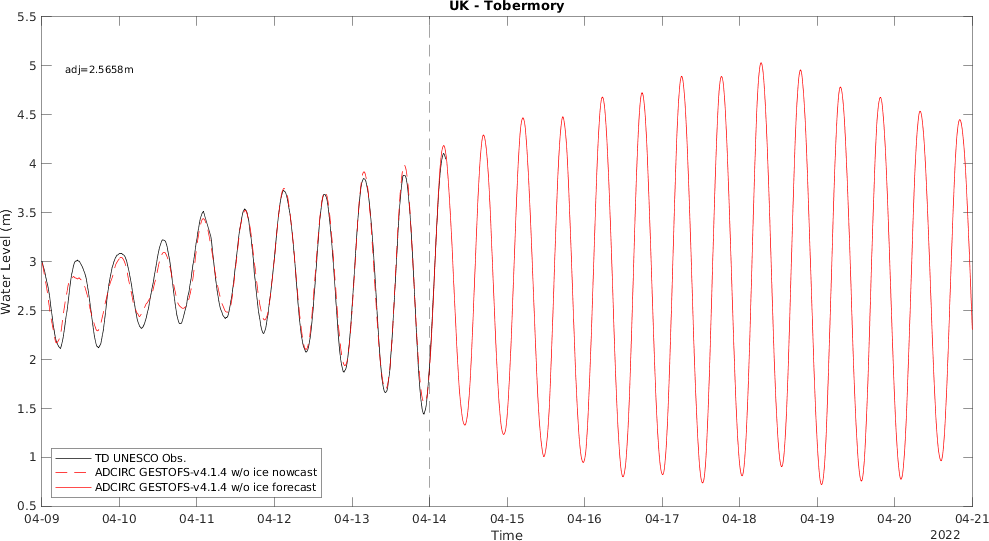 UK - Tobermory
adj=2.5658m
Water Level (m)
5.5
5
4.5
4
3.5
3
2.5
2
1.5
1
0.5
TD UNESCO Obs.
ADCIRC GESTOFS-v4.1.4 w/o ice nowcast
ADCIRC GESTOFS-v4.1.4 w/o ice forecast
04-09 04-10 04-11 04-12 04-13 04-14 04-15 04-16 04-17 04-18 04-19 04-20 04-21
Time
2022